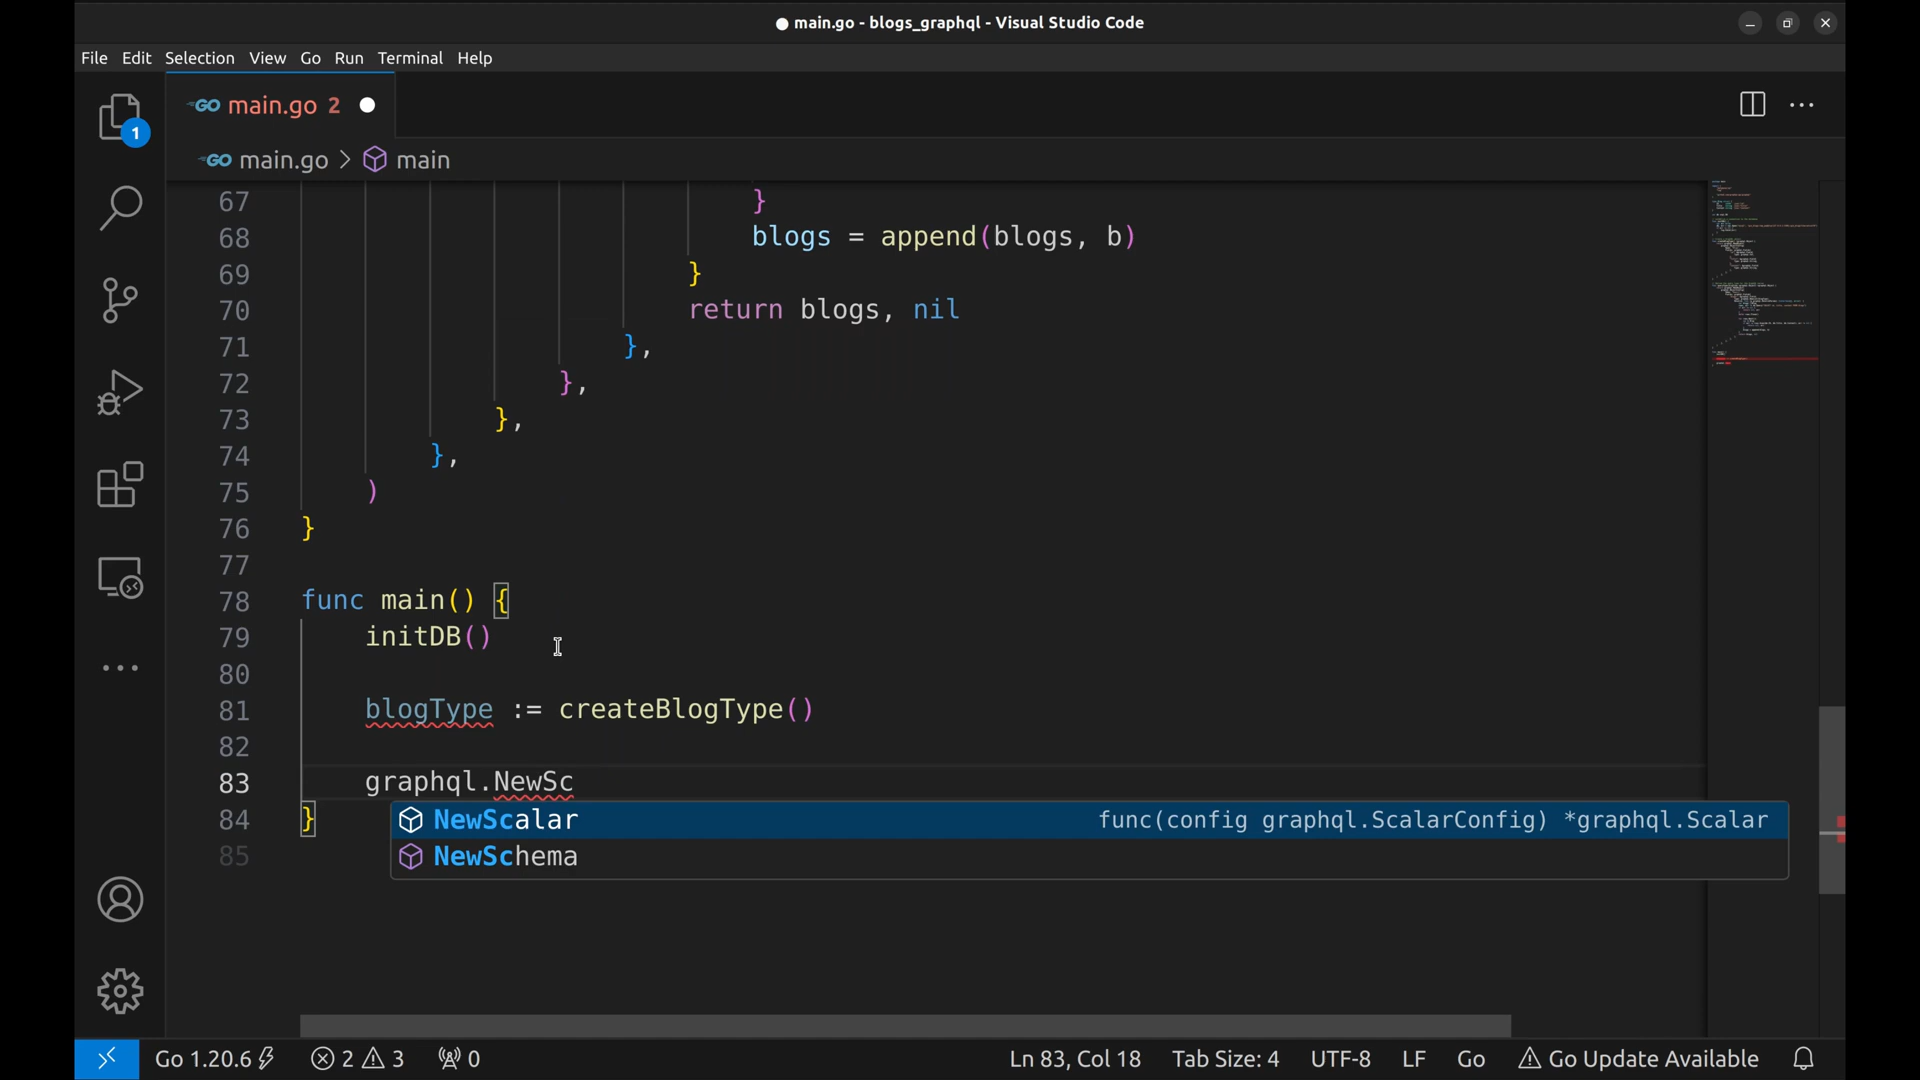 main.go - blogs_graphql - Visual Studio Code
File Edit Selection View Go Run Terminal Help
GO main.go 2
1
GO main.go > main
67 }
68 blogs = append(blogs, b)
69 }
70 return blogs, nil
71 },
72 },
73 },
74 },
75 )
76 }
77
78 func main() {
79 initDB()
80
81 blogType := createBlogType()
82
83 graphql.NewSc
84 }
NewScalar func(config graphql.ScalarConfig) *graphql.Scalar
85
NewSchema
Go 1.20.6 2 3 0 Ln 83, Col 18 Tab Size: 4 UTF-8 LF Go Go Update Available